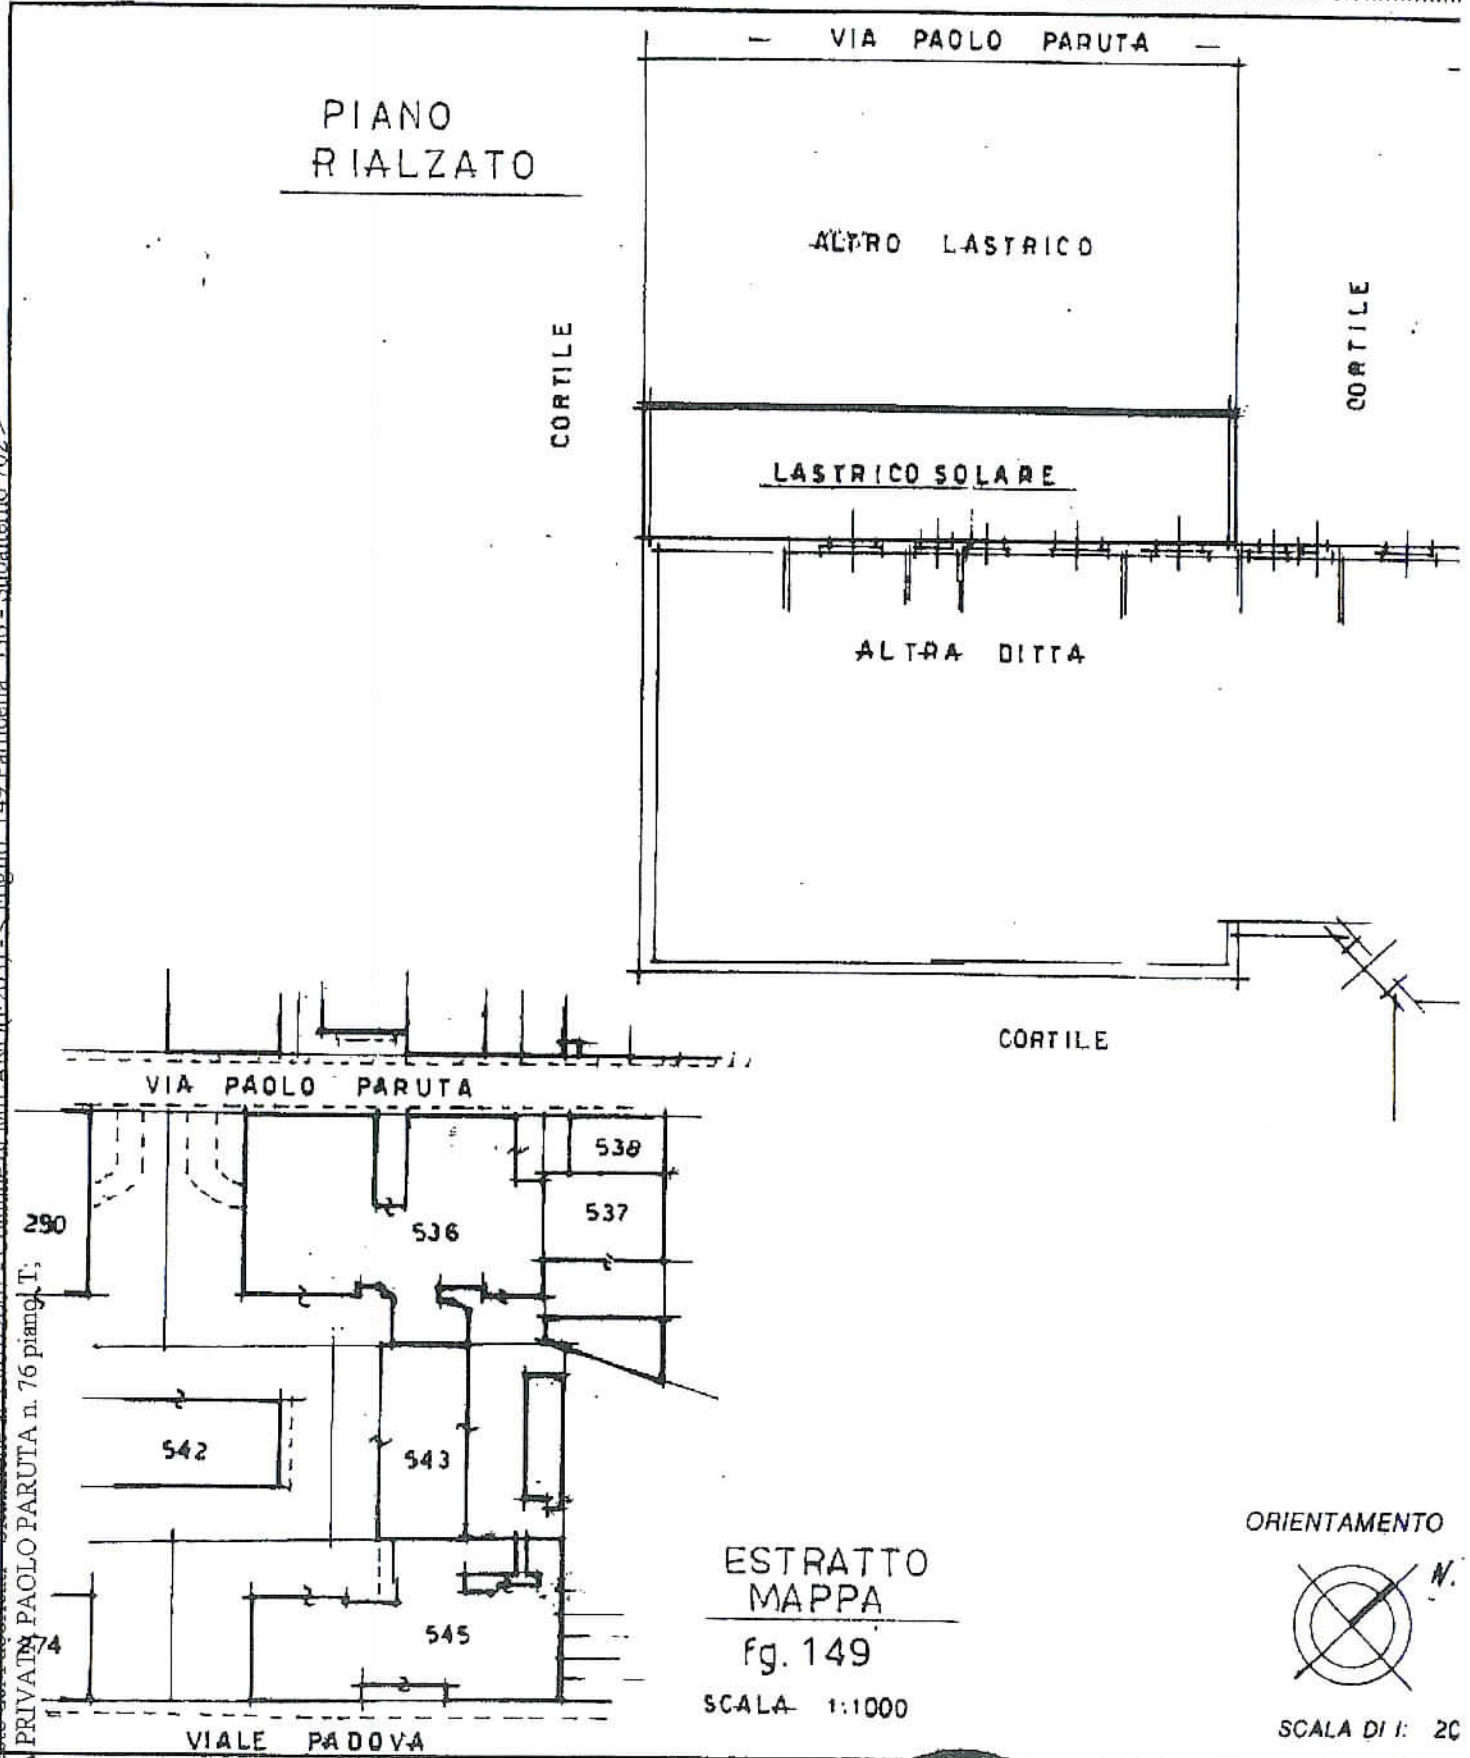 — VIA PAOLO PARUTA —
PIANO
RIALZATO
ALTRO LASTRICO
CORTILE
CORTILE
LASTRICO SOLARE
ALTRA DITTA
CORTILE
VIA PAOLO PARUTA
538
537
290
536
542
543
545
274
VIALE PADOVA
ESTRATTO
MAPPA
Fg. 149
SCALA 1:1000
ORIENTAMENTO
N.
SCALA DI 1: 20
PRIVATA PAOLO PARUTA n. 76 piano: T;